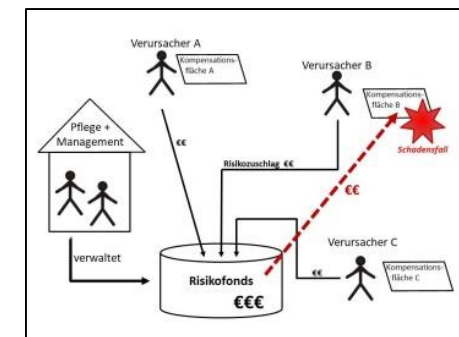 Verursacher A
Kompensations-
fläche A
Verursacher B
Kompensations-
fläche B
Schadensfall
Pflege +
Management
€€
Risikozuschlag €€
€€
verwaltet
Risikofonds
€€€
€€
Verursacher C
Kompensations-
fläche C